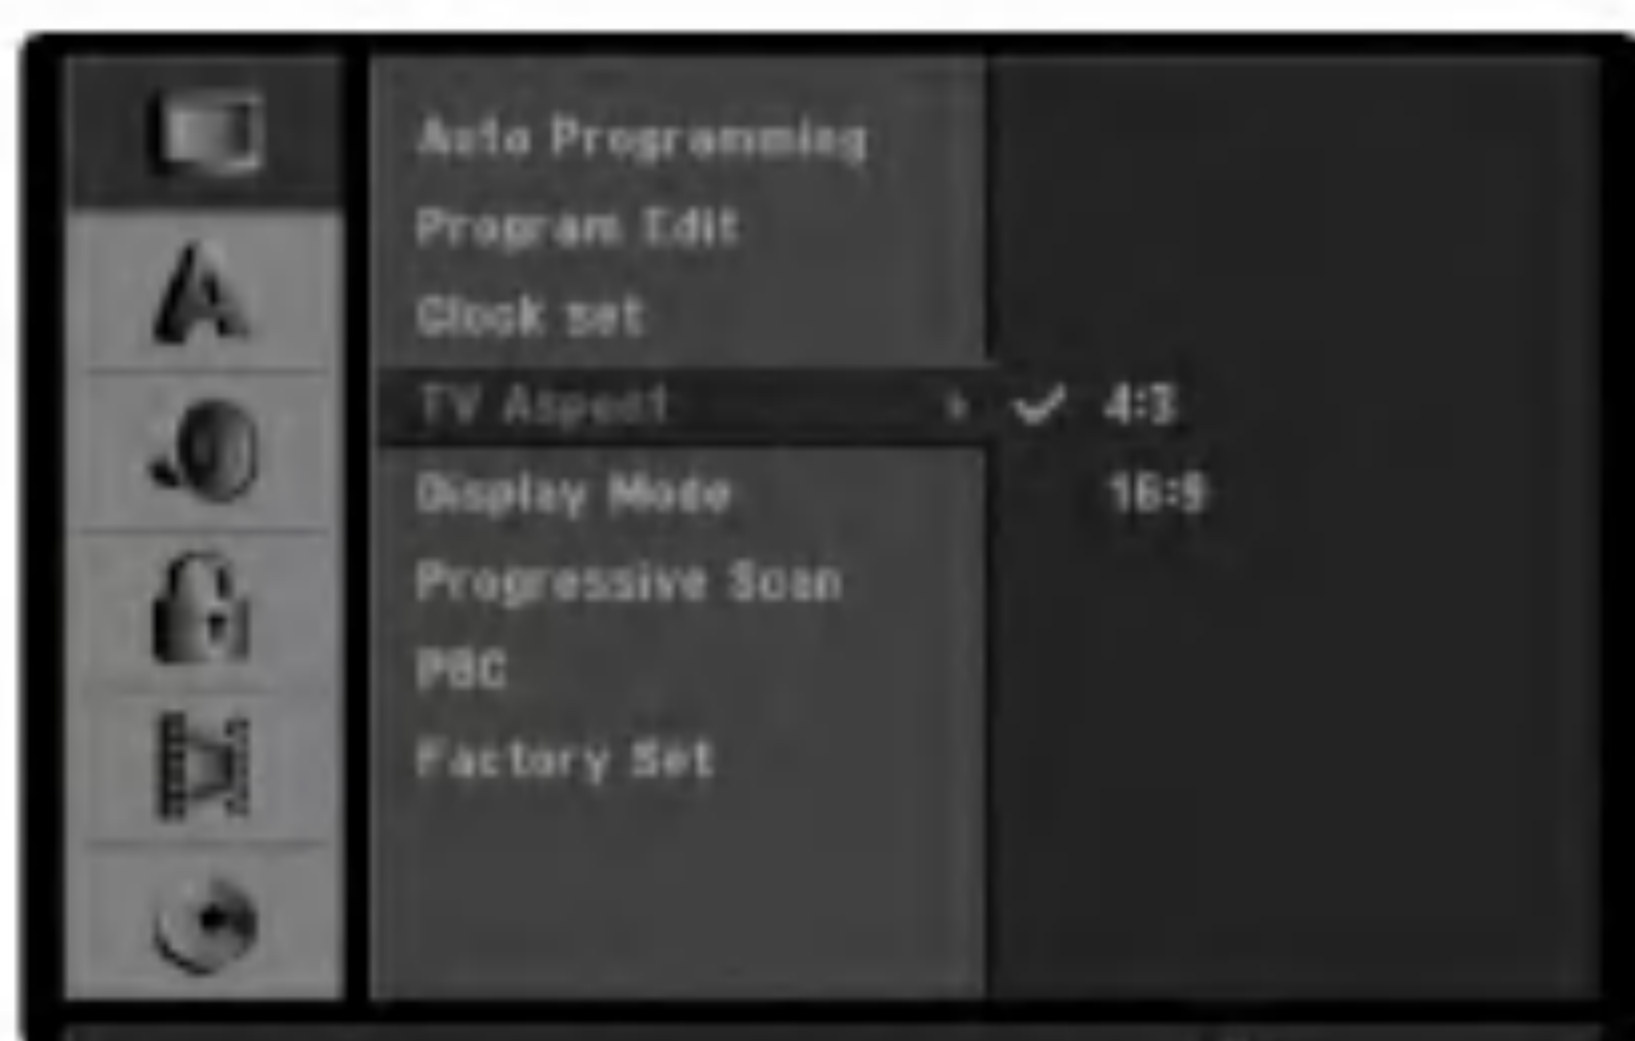 A
Auto Programming
Program Edit
Clock set
TV Aspect
4:3
16:9
Display Mode
Progressive Scan
PBC
Factory Set